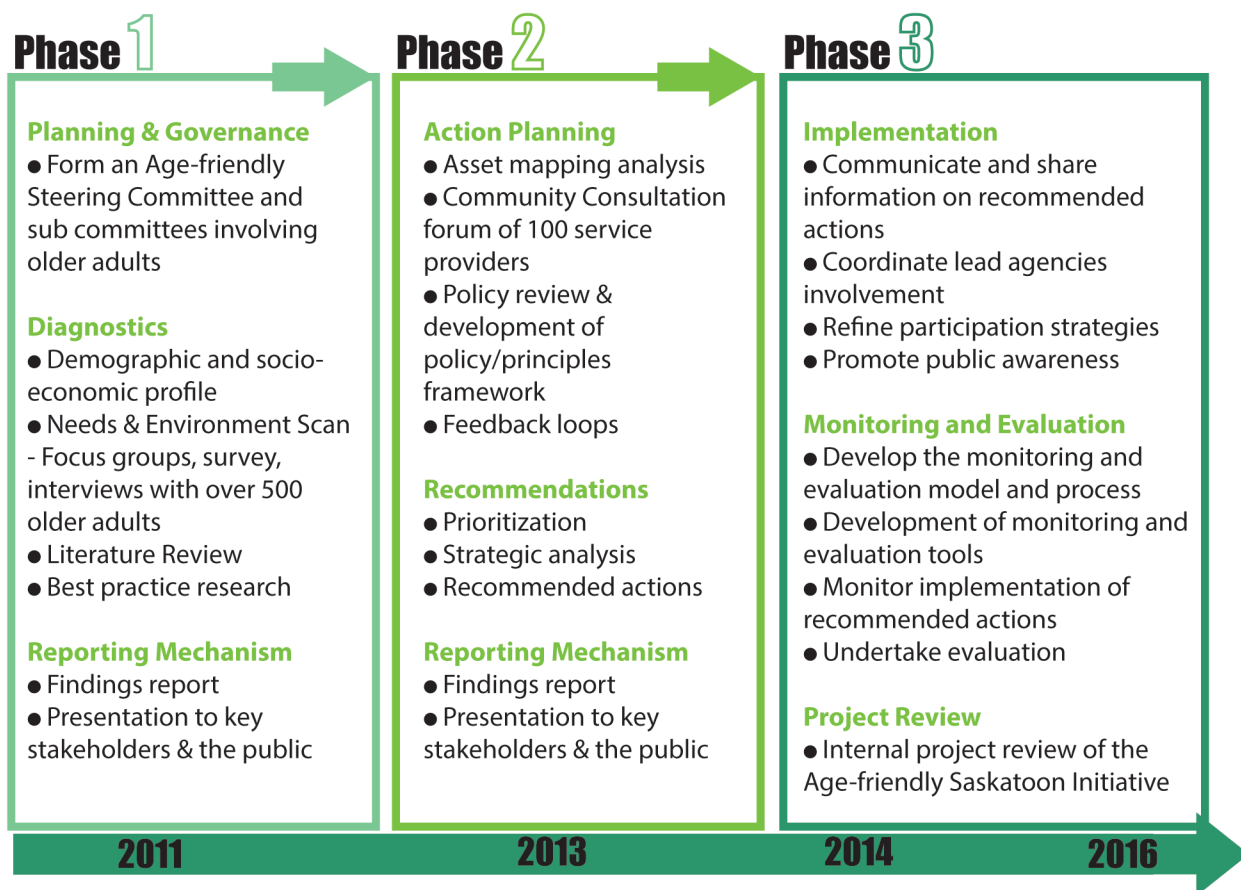 Phase 1
Planning & Governance
● Form an Age-friendly
Steering Committee and
sub committees involving
older adults
Diagnostics
● Demographic and socio-
economic profile
● Needs & Environment Scan
- Focus groups, survey,
interviews with over 500
older adults
● Literature Review
● Best practice research
Reporting Mechanism
● Findings report
● Presentation to key
stakeholders & the public
Phase 2
Action Planning
● Asset mapping analysis
● Community Consultation
forum of 100 service
providers
● Policy review &
development of
policy/principles
framework
● Feedback loops
Recommendations
● Prioritization
● Strategic analysis
● Recommended actions
Reporting Mechanism
● Findings report
● Presentation to key
stakeholders & the public
Phase 3
Implementation
● Communicate and share
information on recommended
actions
● Coordinate lead agencies
involvement
● Refine participation strategies
● Promote public awareness
Monitoring and Evaluation
● Develop the monitoring and
evaluation model and process
● Development of monitoring and
evaluation tools
● Monitor implementation of
recommended actions
● Undertake evaluation
Project Review
● Internal project review of the
Age-friendly Saskatoon Initiative
2011 2013 2014 2016